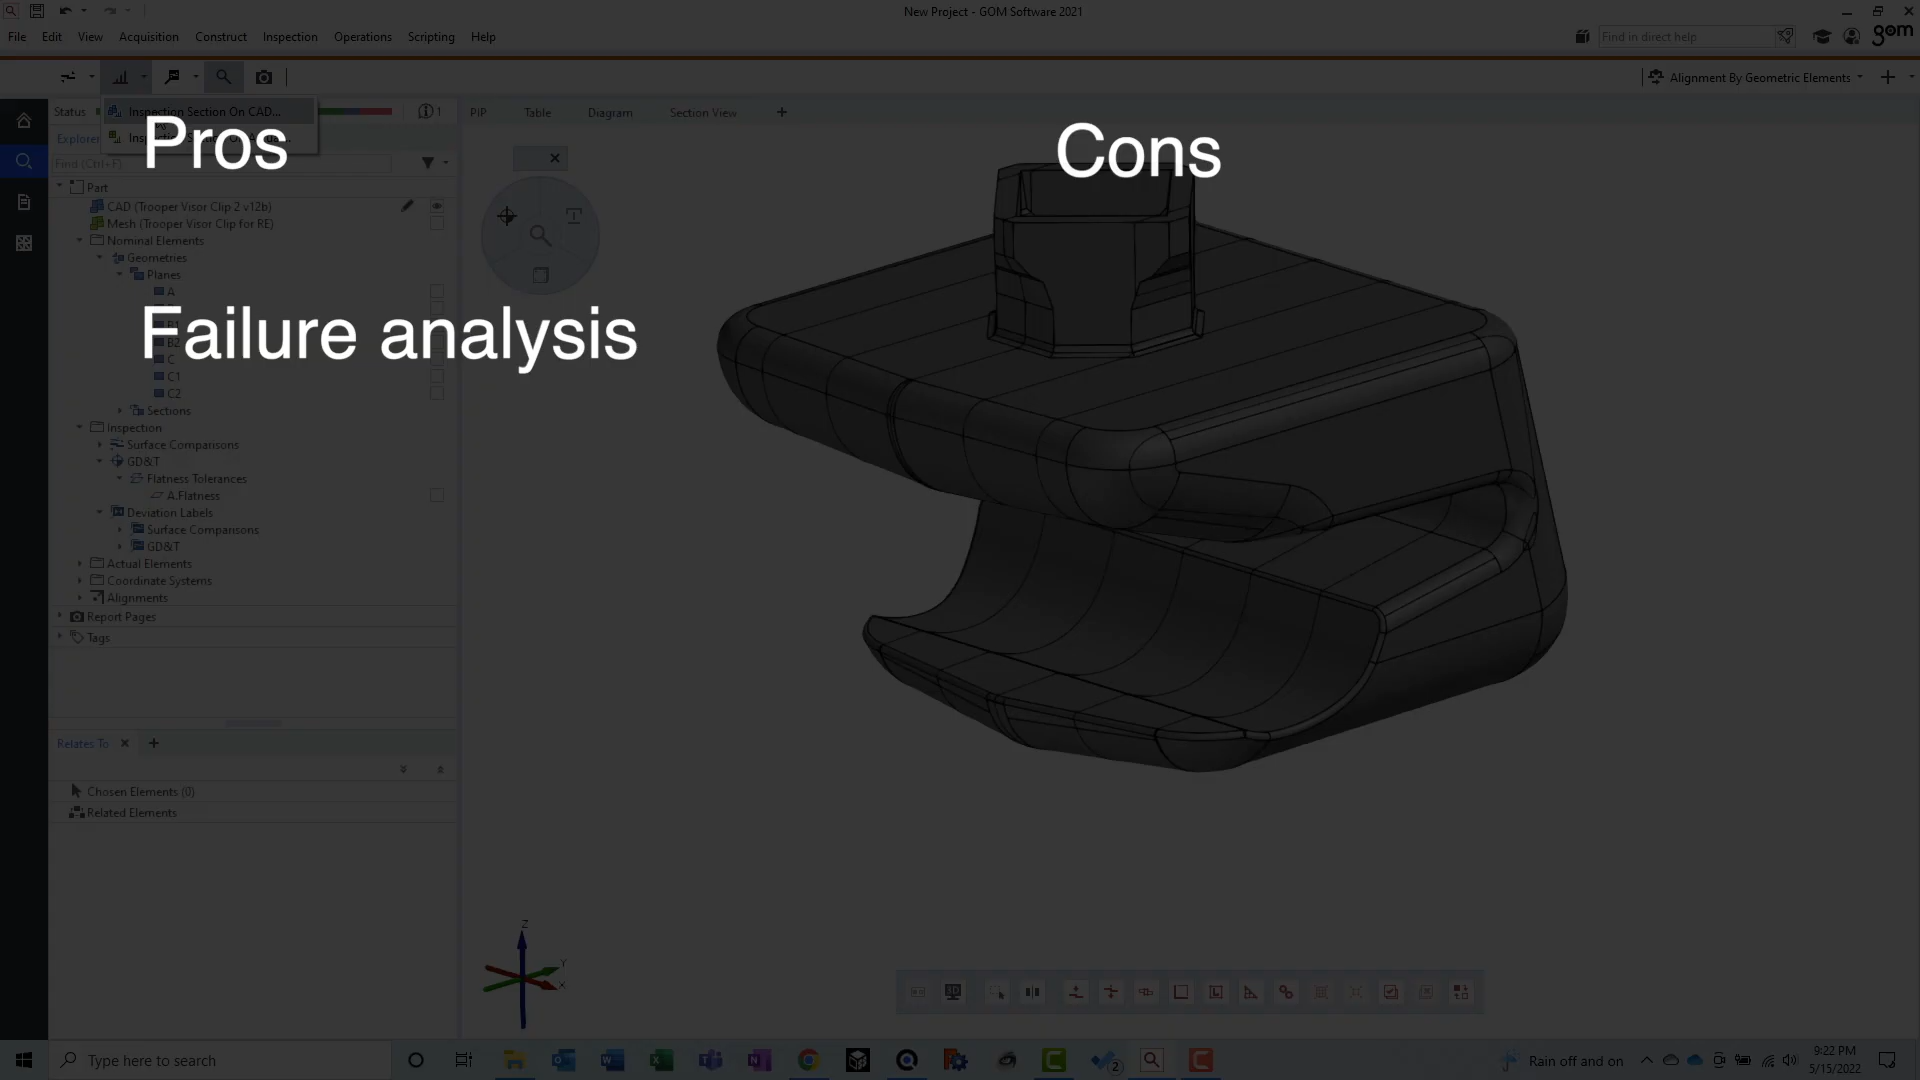 New Project - GOM Software 2021
File Edit View Acquisition Construct Inspection Operations Scripting Help
Find in direct help
gom
Alignment By Geometric Elements
Status
Inspection Section On CAD...
1
PIP Table Diagram Section View
Explorer
Find (Ctrl+F)
Pros
Cons
Part
CAD (Trooper Visor Clip 2 v12b)
Mesh (Trooper Visor Clip for RE)
Nominal Elements
Geometries
Planes
A
Failure analysis
B2
C
C1
C2
Sections
Inspection
Surface Comparisons
GD&T
Flatness Tolerances
A.Flatness
Deviation Labels
Surface Comparisons
GD&T
Actual Elements
Coordinate Systems
Alignments
Report Pages
Tags
Relates To
Chosen Elements (0)
Related Elements
Z
Y
X
3D
Type here to search
2
Rain off and on
9:22 PM
5/15/2022